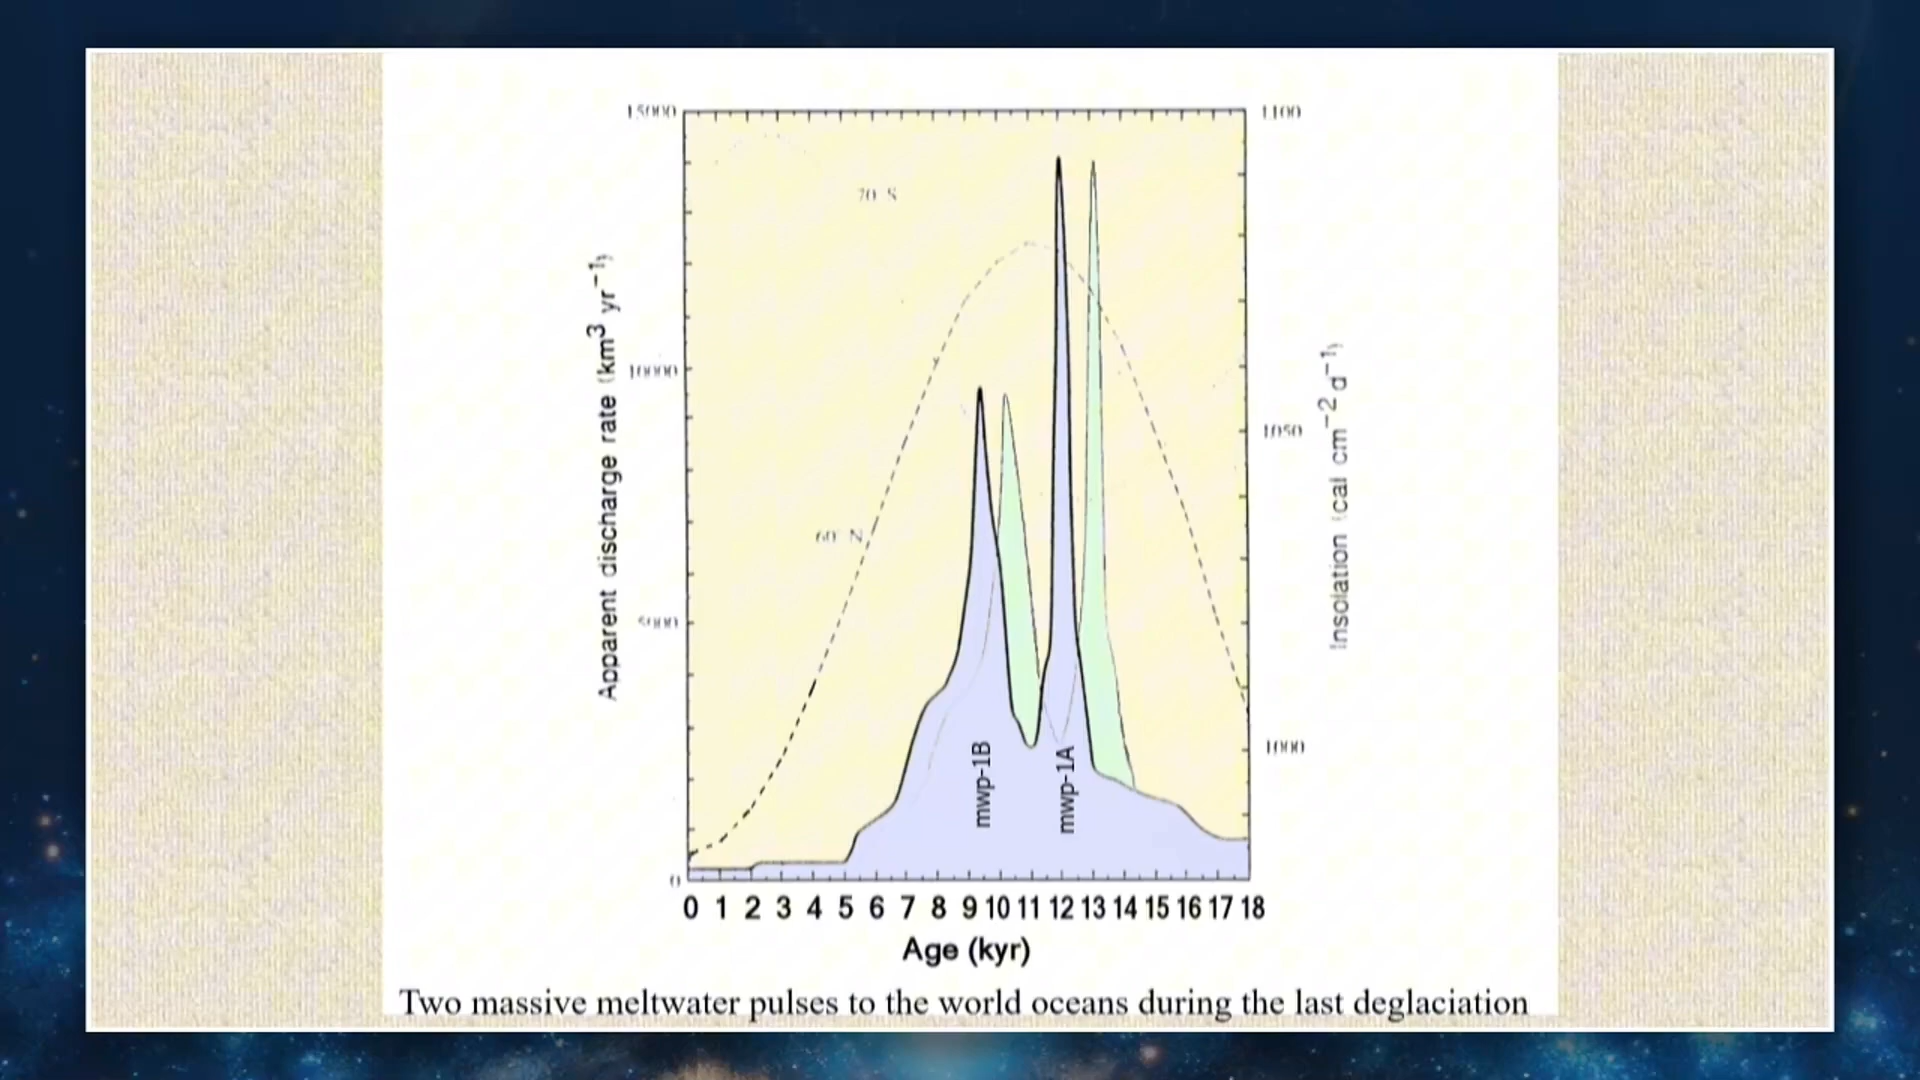 15000
1100
70 S
Apparent discharge rate (km³ yr⁻¹)
10000
1050
Insolation (cal cm⁻² d⁻¹)
60 N
5000
1000
mwp-1B
mwp-1A
0
0 1 2 3 4 5 6 7 8 9 10 11 12 13 14 15 16 17 18
Age (kyr)
Two massive meltwater pulses to the world oceans during the last deglaciation